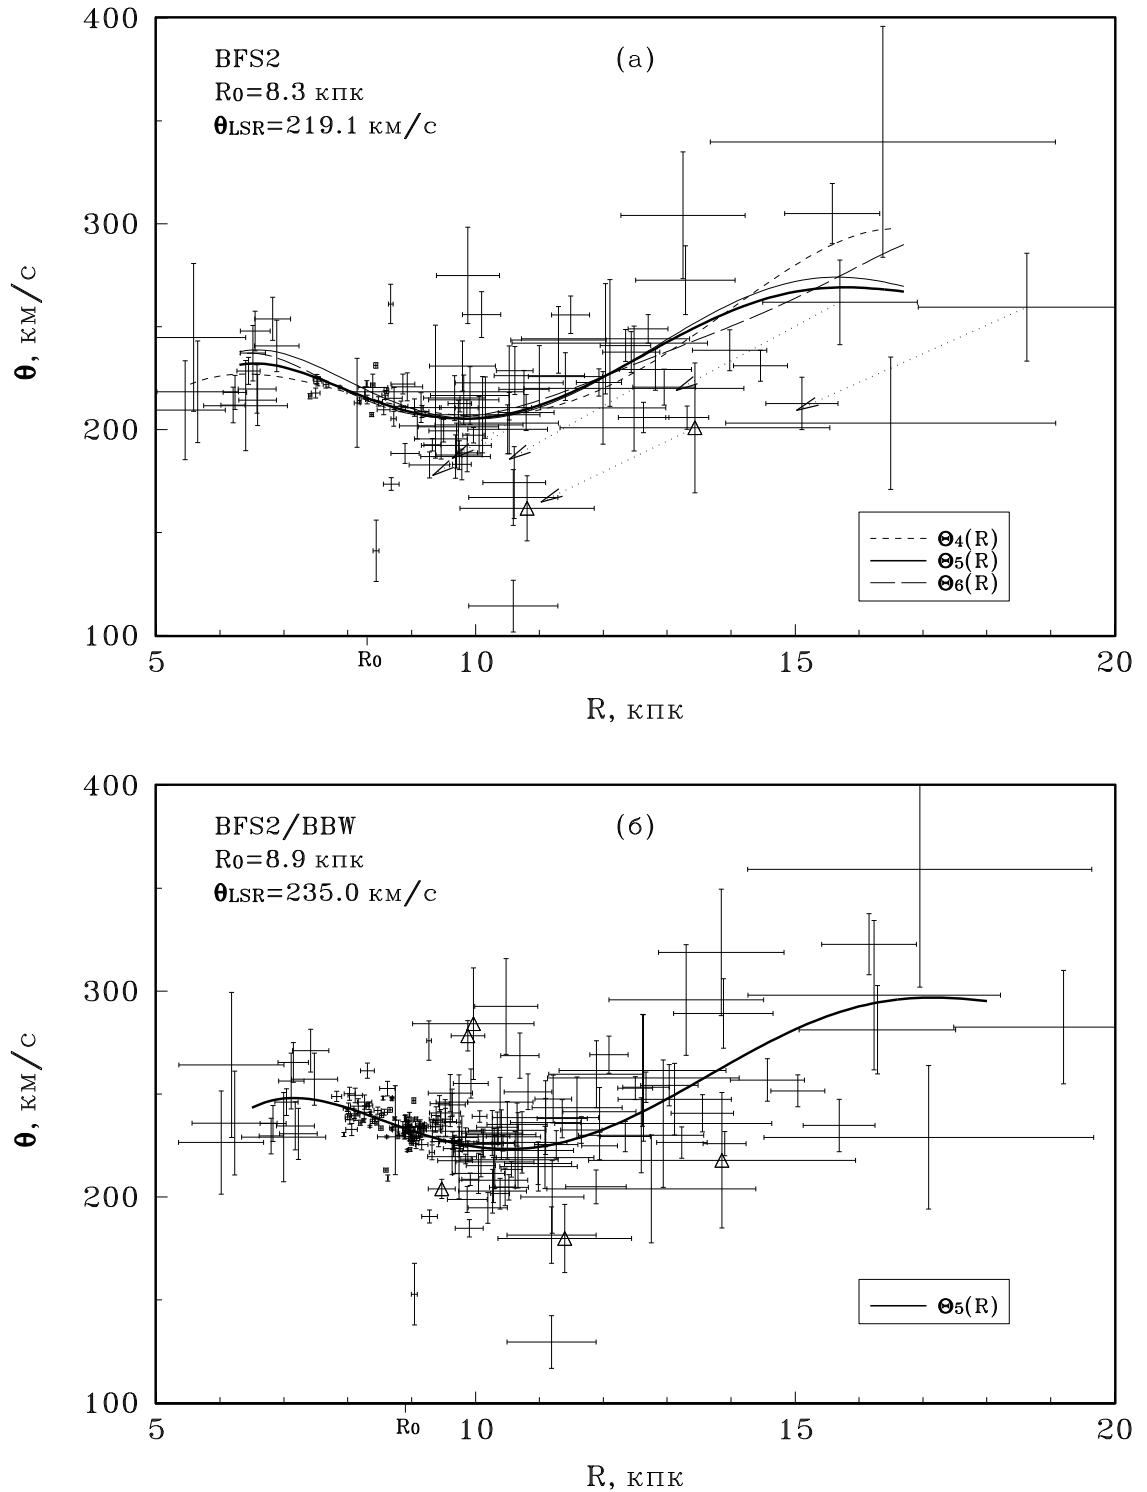 400
BFS2
(а)
R0=8.3 кпк
θLSR=219.1 км/с
300
θ, км/с
200
Θ4(R)
Θ5(R)
Θ6(R)
100
5
R0
10
15
20
R, кпк
400
BFS2/BBW
(б)
R0=8.9 кпк
θLSR=235.0 км/с
300
θ, км/с
200
Θ5(R)
100
5
R0
10
15
20
R, кпк